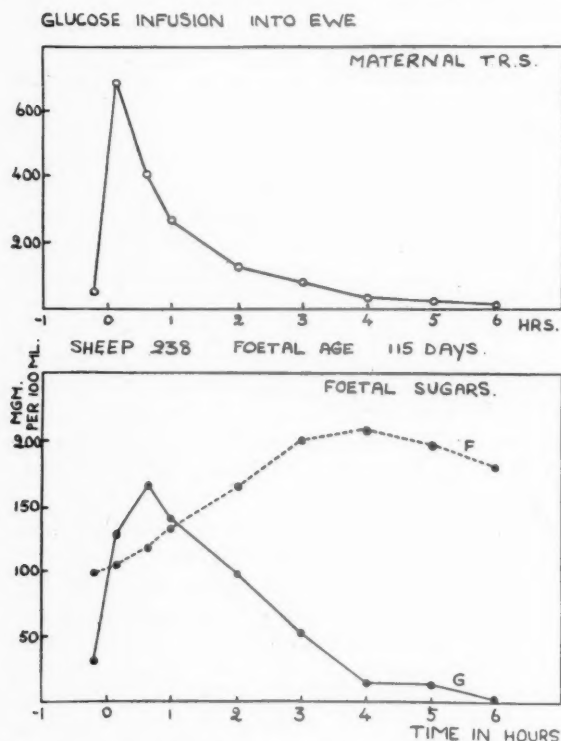 GLUCOSE INFUSION INTO EWE
MATERNAL T.R.S.
600
400
200
-1 0 1 2 3 4 5 6
HRS.
SHEEP 238 FOETAL AGE 115 DAYS.
MGM. PER 100 ML.
FOETAL SUGARS.
200
F
150
100
50
G
-1 0 1 2 3 4 5 6
TIME IN HOURS